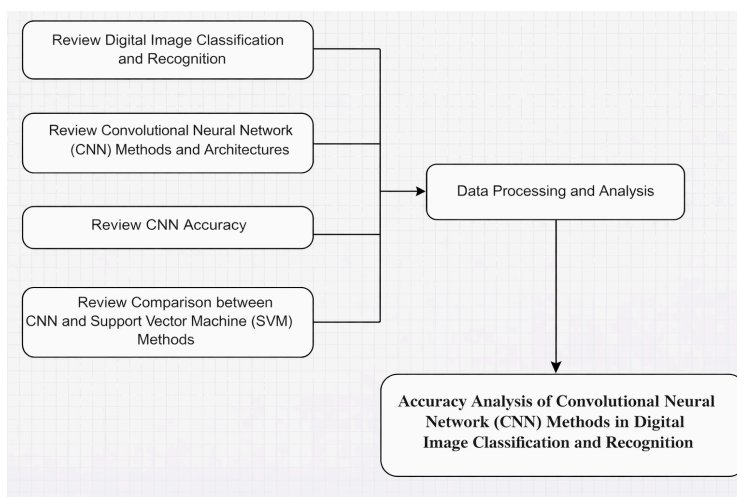 Review Digital Image Classification
and Recognition
Review Convolutional Neural Network
(CNN) Methods and Architectures
Review CNN Accuracy
Review Comparison between
CNN and Support Vector Machine (SVM)
Methods
Data Processing and Analysis
Accuracy Analysis of Convolutional Neural
Network (CNN) Methods in Digital
Image Classification and Recognition